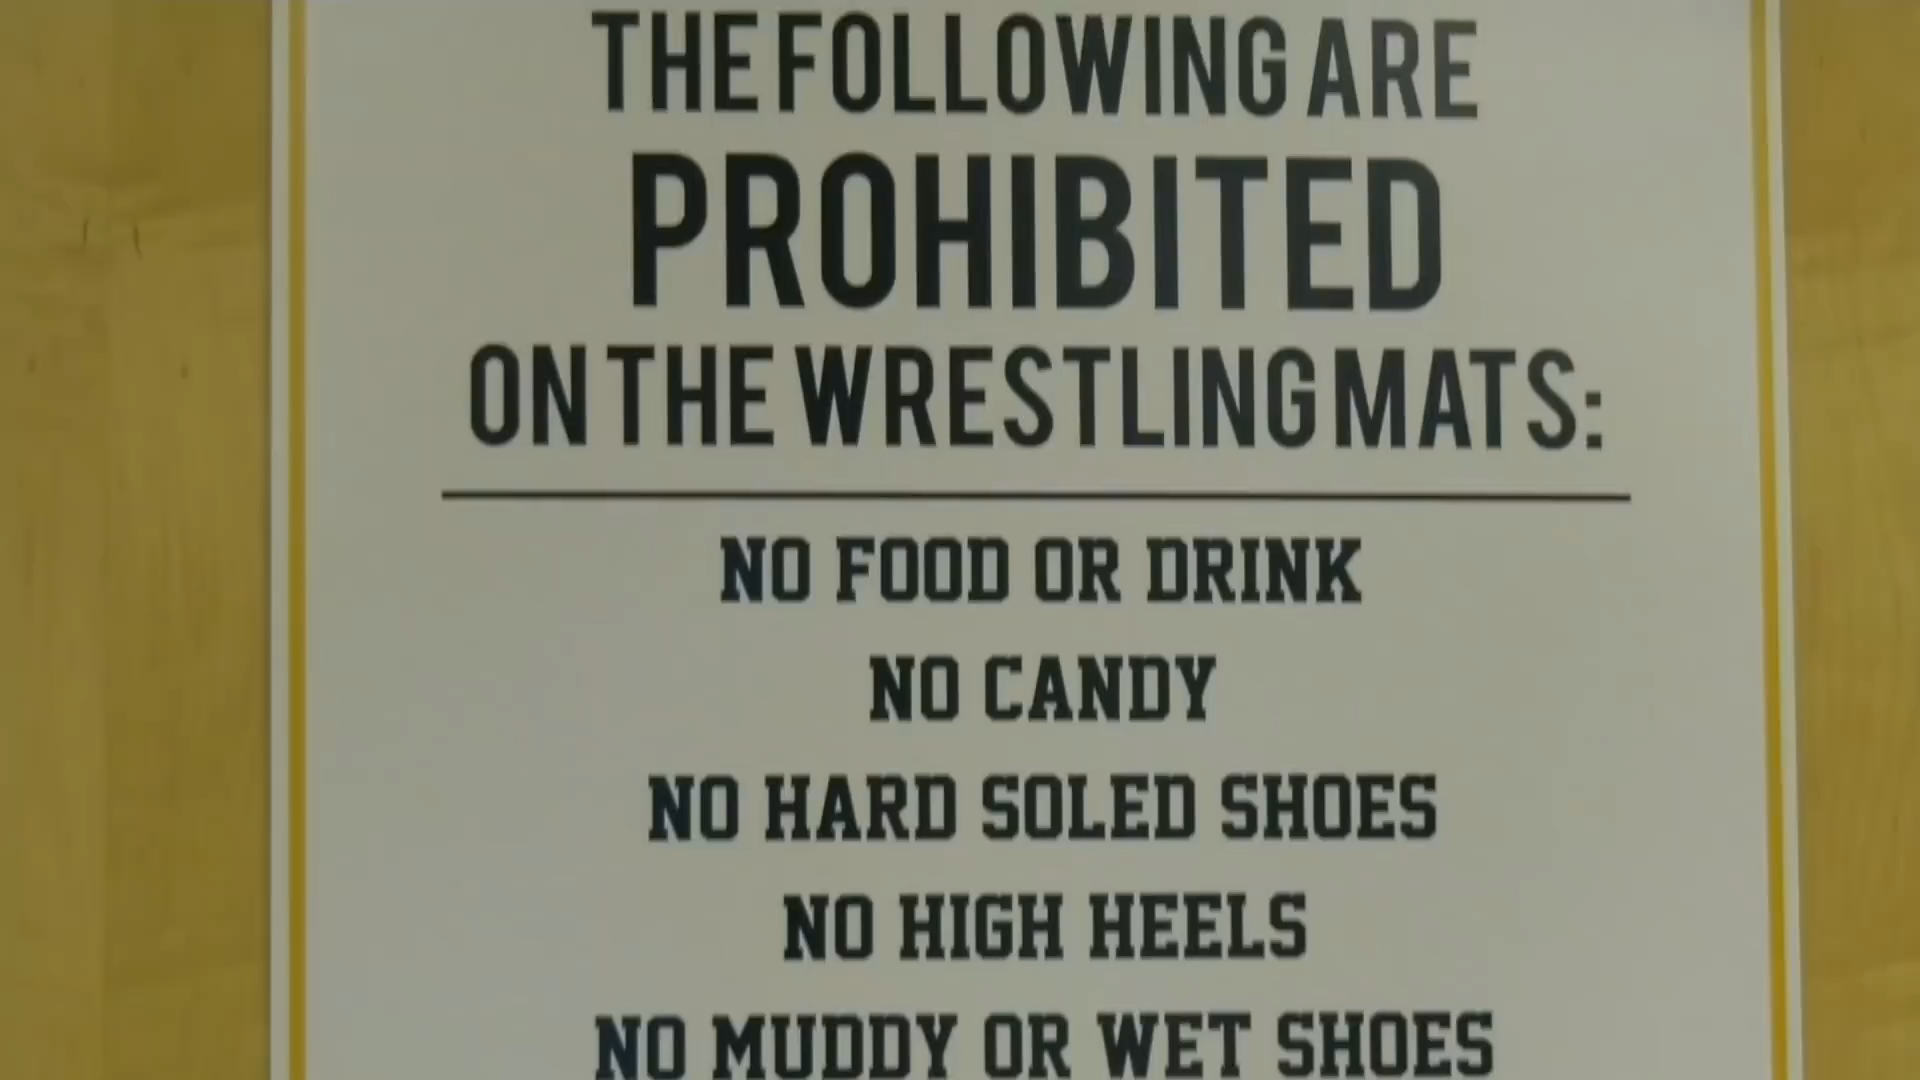 THE FOLLOWING ARE
PROHIBITED
ON THE WRESTLING MATS:
NO FOOD OR DRINK
NO CANDY
NO HARD SOLED SHOES
NO HIGH HEELS
NO MUDDY OR WET SHOES